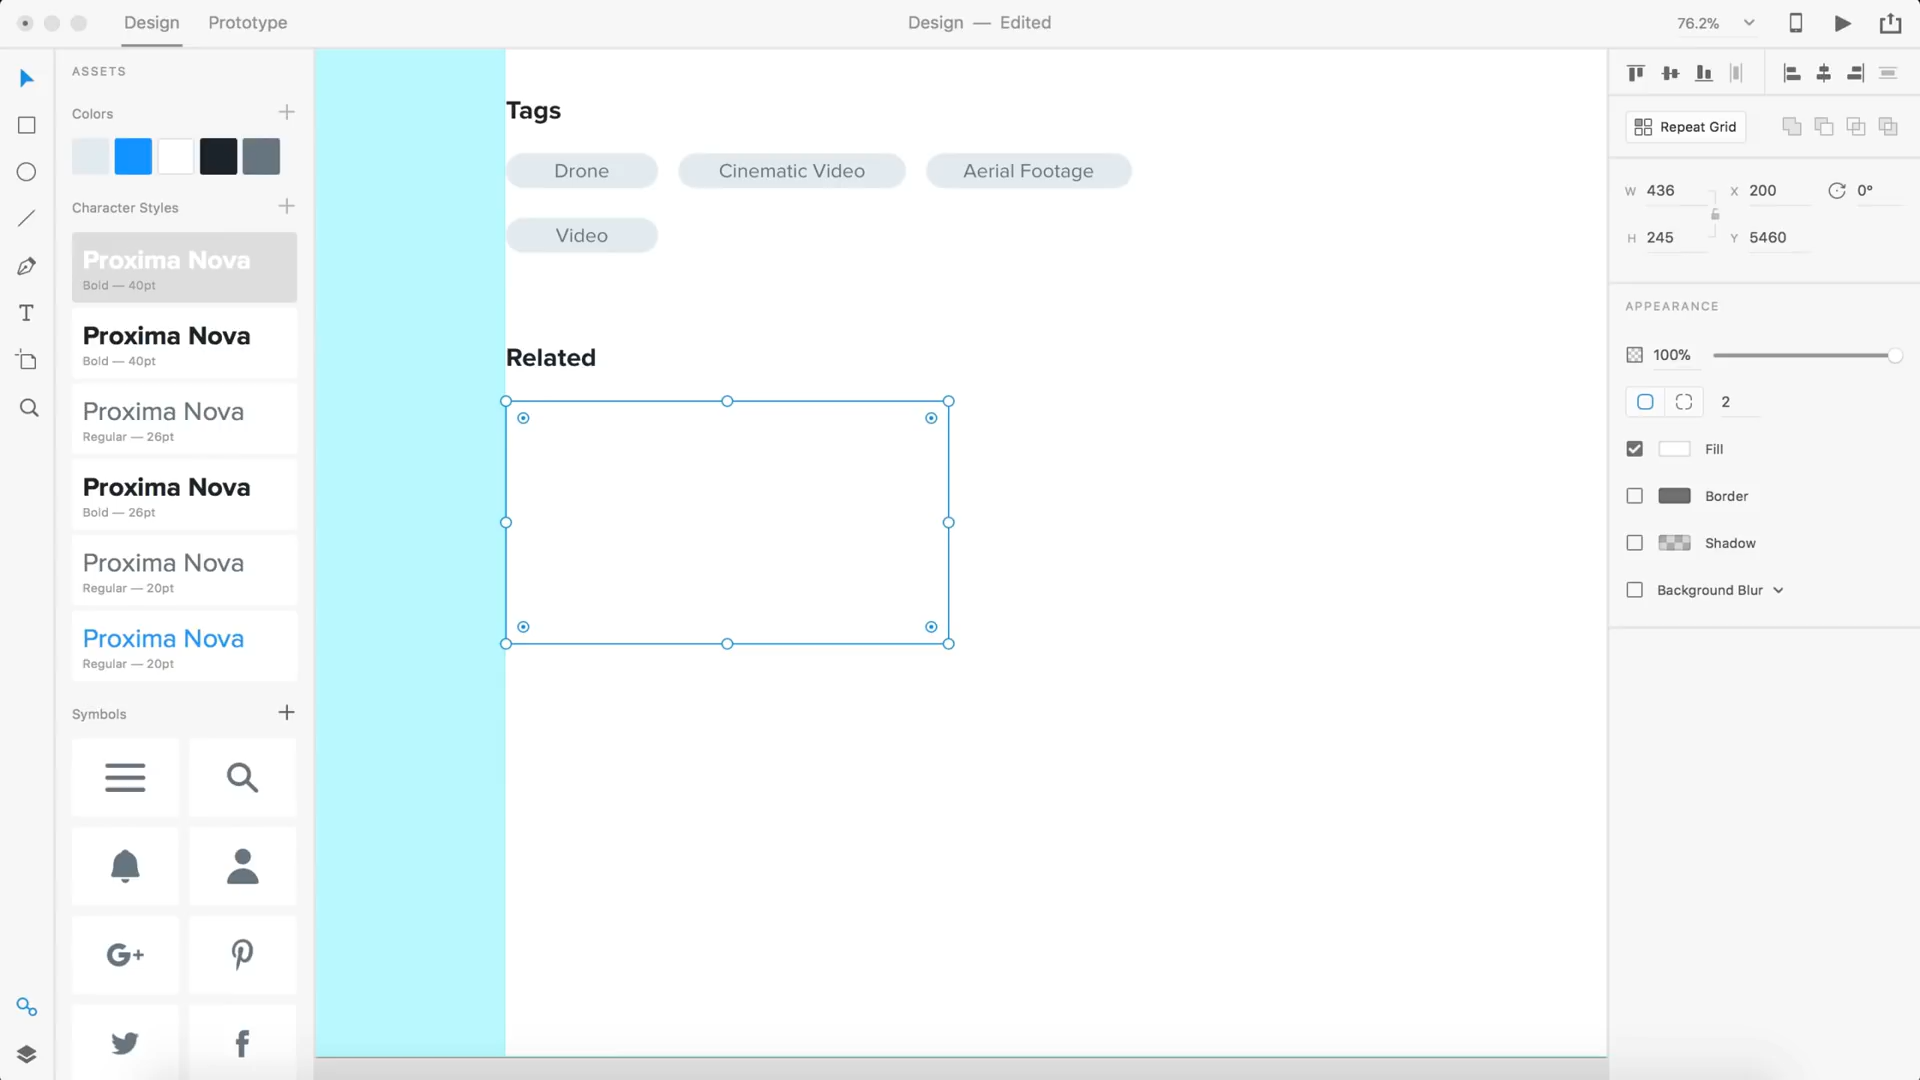 Design Prototype Design — Edited 76.2%
ASSETS
Colors
Character Styles
Proxima Nova
Bold — 40pt
Proxima Nova
Bold — 40pt
Proxima Nova
Regular — 26pt
Proxima Nova
Bold — 26pt
Proxima Nova
Regular — 20pt
Proxima Nova
Regular — 20pt
Symbols
G+
Tags
Drone Cinematic Video Aerial Footage
Video
Related
Repeat Grid
W 436 X 200 0°
H 245 Y 5460
APPEARANCE
100%
2
Fill
Border
Shadow
Background Blur